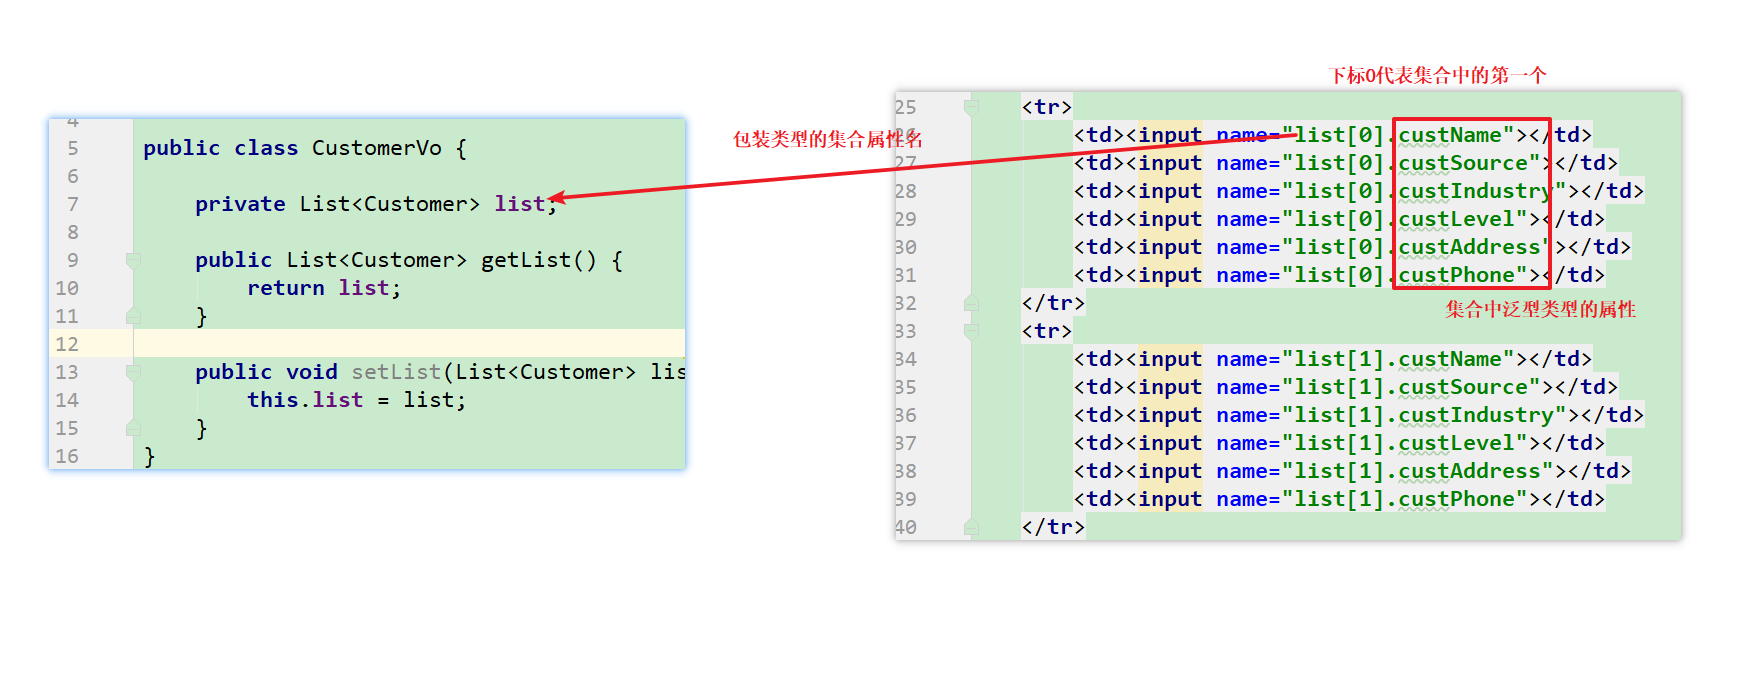 下标0代表集合中的第一个
包装类型的集合属性名
集合中泛型类型的属性
4
5 public class CustomerVo {
6
7 private List<Customer> list;
8
9 public List<Customer> getList() {
10 return list;
11 }
12
13 public void setList(List<Customer> lis
14 this.list = list;
15 }
16 }
25 <tr>
26 <td><input name="list[0].custName"></td>
27 <td><input name="list[0].custSource"></td>
28 <td><input name="list[0].custIndustry"></td>
29 <td><input name="list[0].custLevel"></td>
30 <td><input name="list[0].custAddress"></td>
31 <td><input name="list[0].custPhone"></td>
32 </tr>
33 <tr>
34 <td><input name="list[1].custName"></td>
35 <td><input name="list[1].custSource"></td>
36 <td><input name="list[1].custIndustry"></td>
37 <td><input name="list[1].custLevel"></td>
38 <td><input name="list[1].custAddress"></td>
39 <td><input name="list[1].custPhone"></td>
40 </tr>